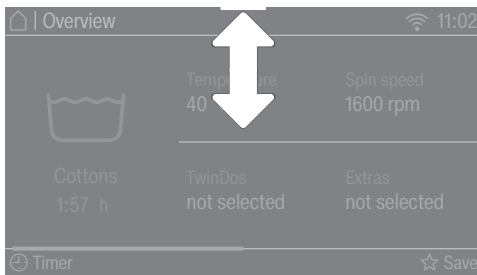 Overview 11:02
Temperature Spin speed
40 1600 rpm
Cottons
1:57 h
TwinDos Extras
not selected not selected
Timer Save